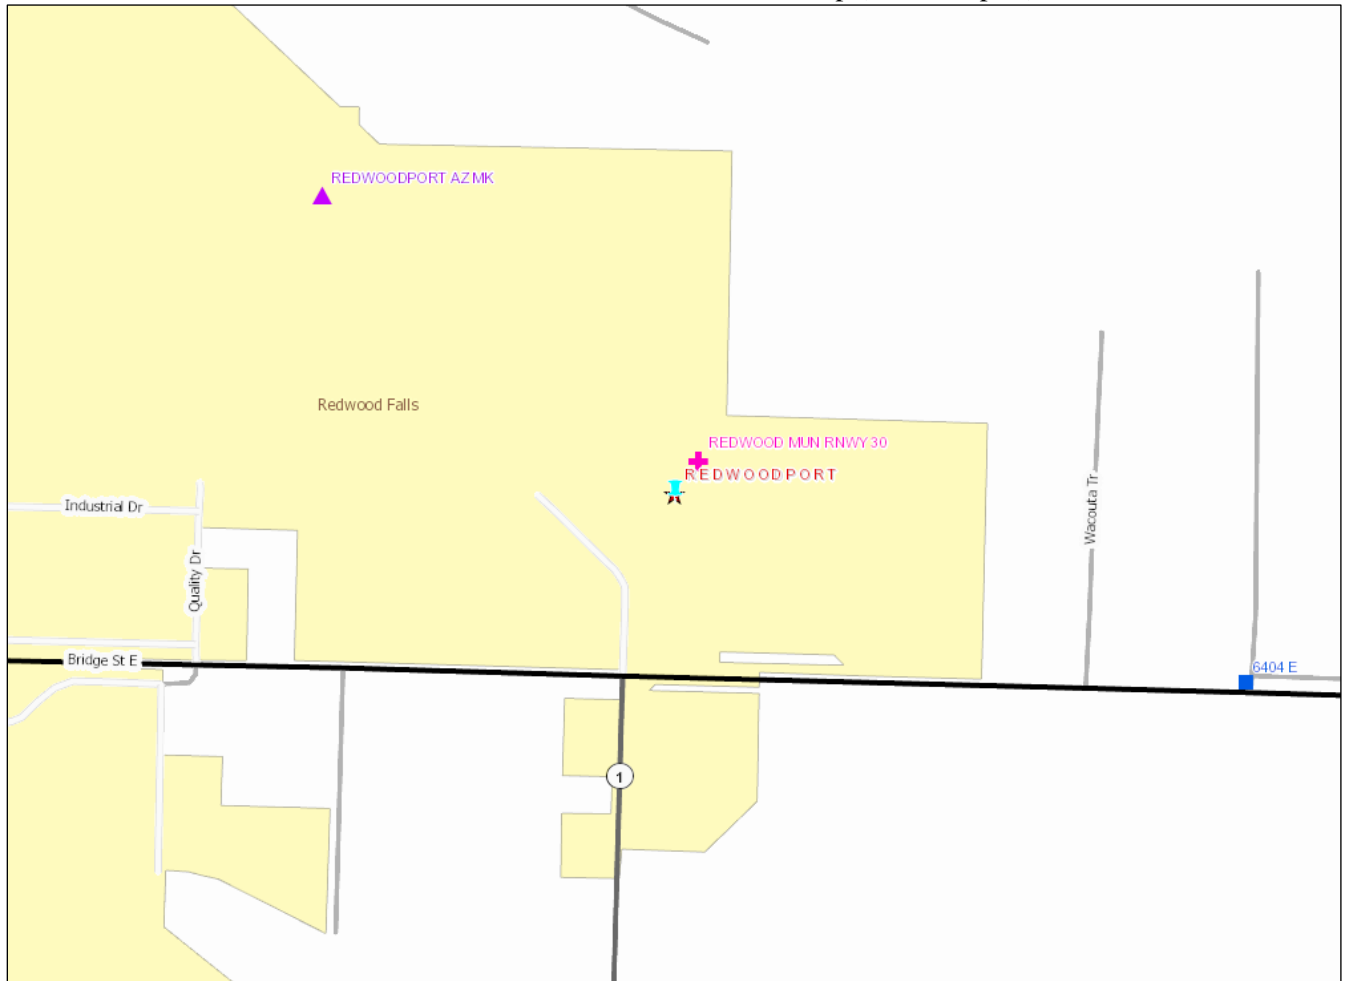 REDWOODPORT AZ MK
Redwood Falls
REDWOOD MUN RNWY 30
REDWOODPORT
Industrial Dr
Quality Dr
Wacouta Tr
Bridge St E
6404 E
1